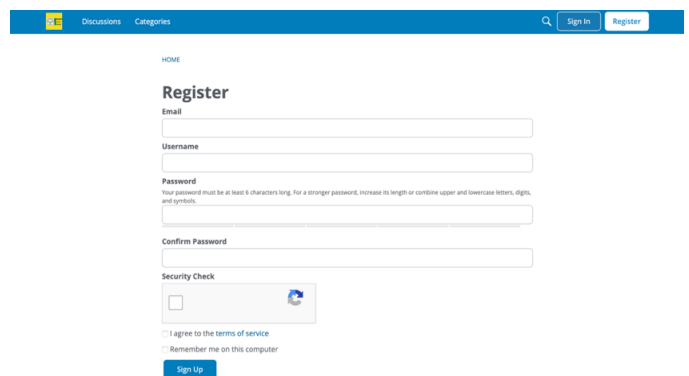 Discussions Categories Sign In Register
HOME
Register
Email
Username
Password
Your password must be at least 6 characters long. For a stronger password, increase its length or combine upper and lowercase letters, digits,
and symbols.
Confirm Password
Security Check
I agree to the terms of service
Remember me on this computer
Sign Up